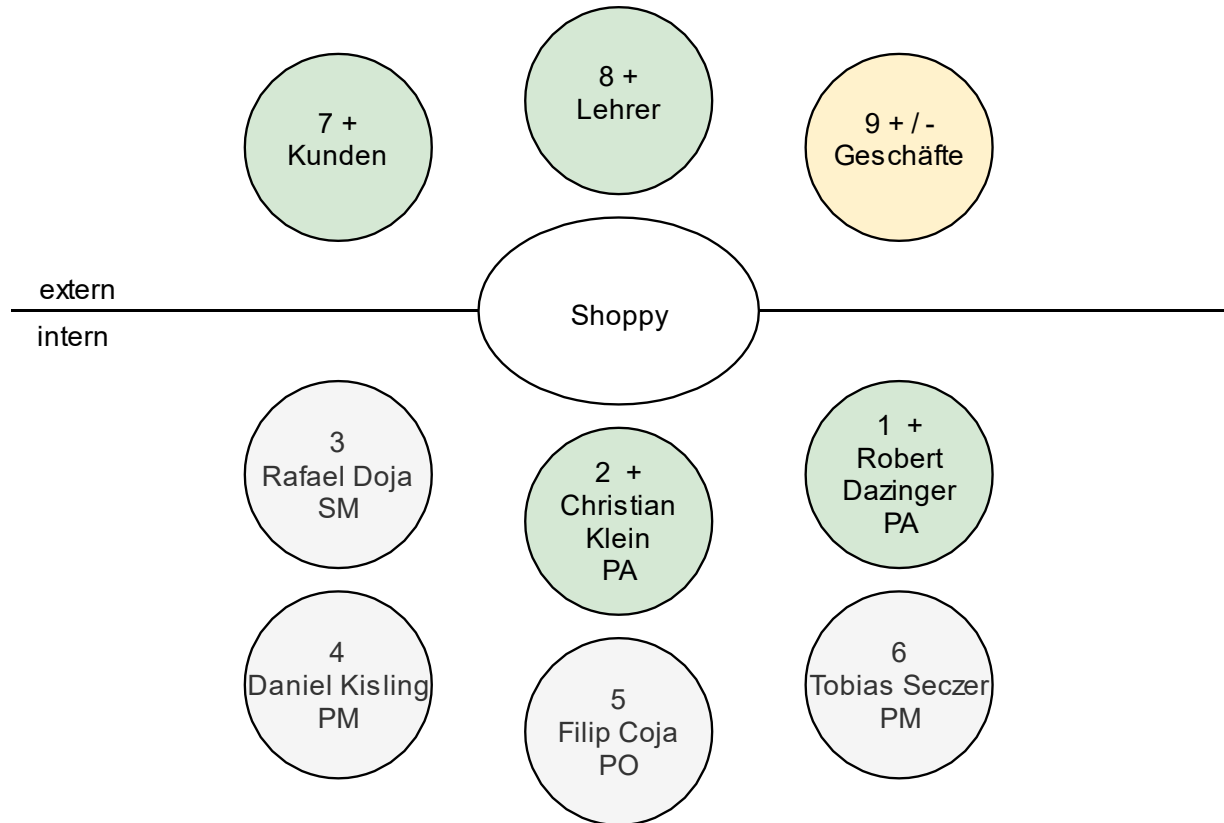 8 +
Lehrer
7 +
Kunden
9 + / -
Geschäfte
extern
Shoppy
intern
3
Rafael Doja
SM
2 +
Christian
Klein
PA
1 +
Robert
Dazinger
PA
4
Daniel Kisling
PM
5
Filip Coja
PO
6
Tobias Seczer
PM